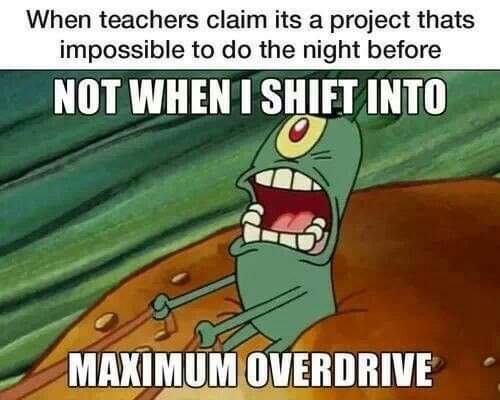 When teachers claim its a project thats
impossible to do the night before
NOT WHEN I SHIFT INTO
MAXIMUM OVERDRIVE